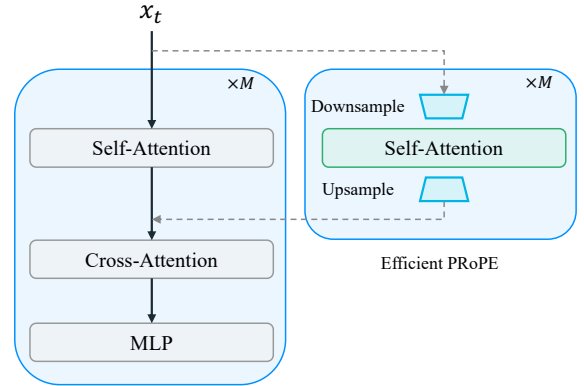 x_t
×M
×M
Downsample
Self-Attention
Self-Attention
Upsample
Cross-Attention
Efficient PRoPE
MLP